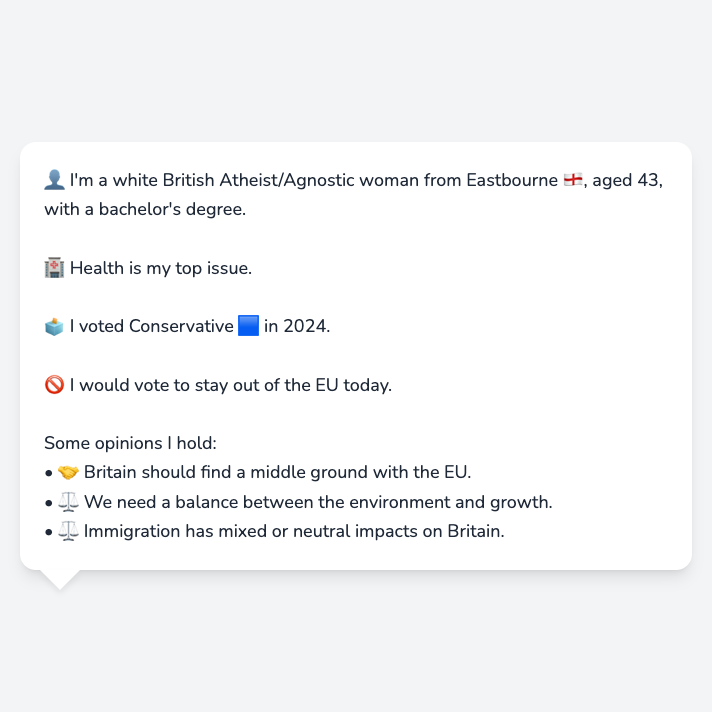 👤 I'm a white British Atheist/Agnostic woman from Eastbourne 🏴󠁧󠁢󠁥󠁮󠁧󠁿, aged 43,
with a bachelor's degree.
🏥 Health is my top issue.
🗳️ I voted Conservative 🟦 in 2024.
🚫 I would vote to stay out of the EU today.
Some opinions I hold:
• 🤝 Britain should find a middle ground with the EU.
• ⚖️ We need a balance between the environment and growth.
• ⚖️ Immigration has mixed or neutral impacts on Britain.